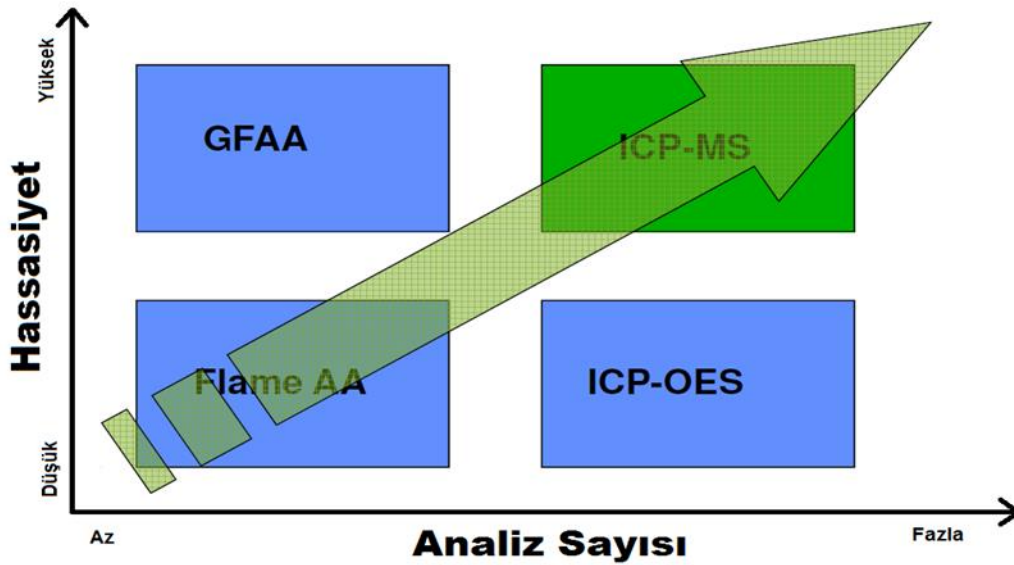 Yüksek
GFAA
ICP-MS
Hassasiyet
Flame AA
ICP-OES
Düşük
Az
Analiz Sayısı
Fazla